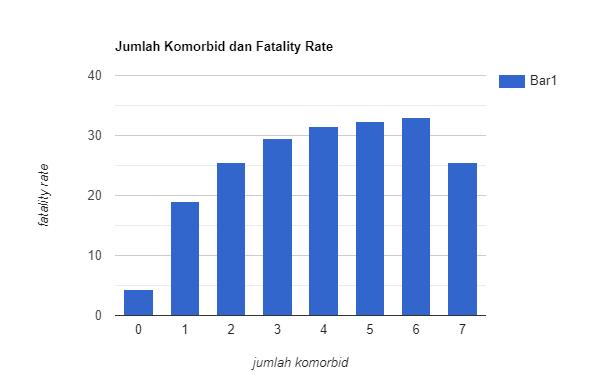 Jumlah Komorbid dan Fatality Rate
Bar1
fatality rate
40
30
20
10
0
0 1 2 3 4 5 6 7
jumlah komorbid